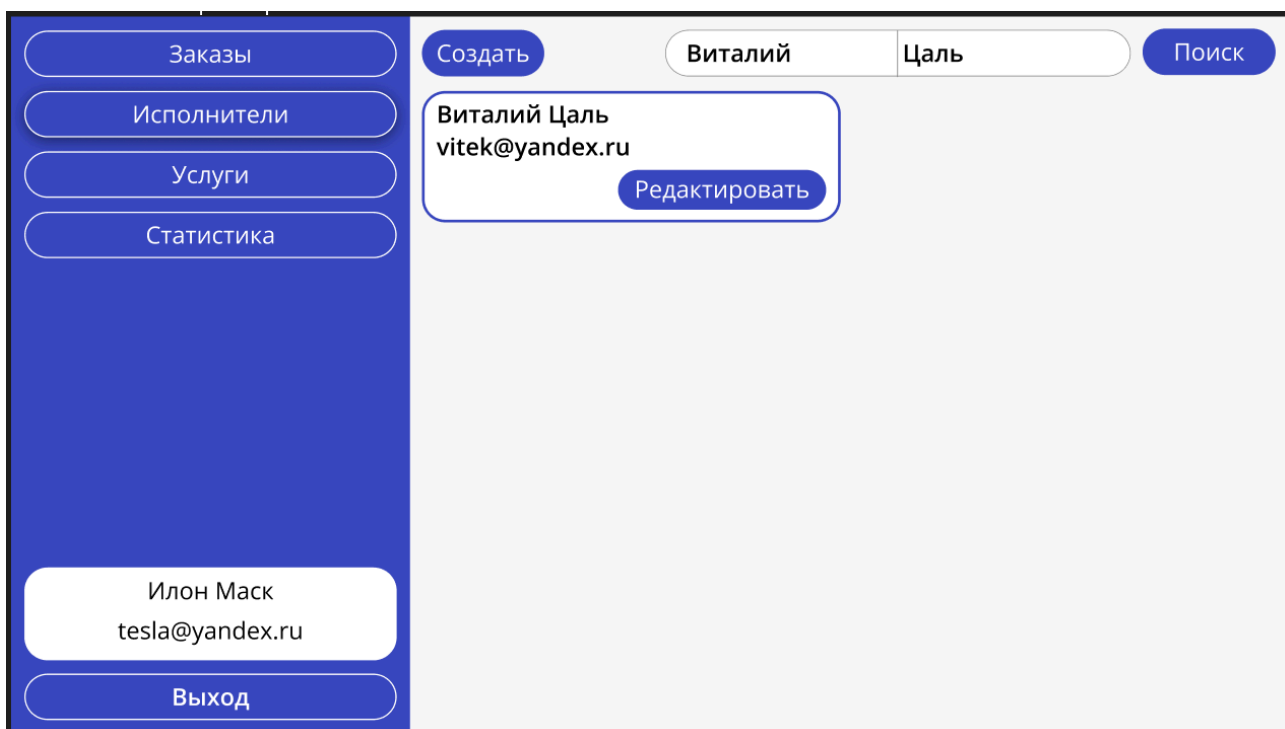 Заказы
Исполнители
Услуги
Статистика
Илон Маск
tesla@yandex.ru
Выход
Создать
Виталий
Цаль
Поиск
Виталий Цаль
vitek@yandex.ru
Редактировать